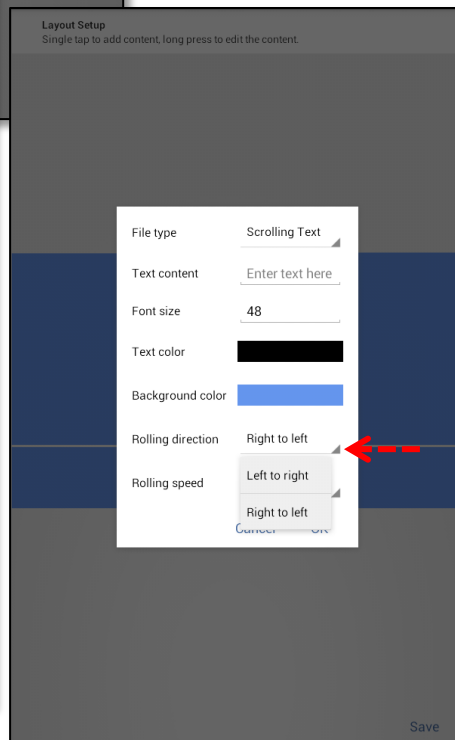 Layout Setup
Single tap to add content, long press to edit the content.
File type Scrolling Text
Text content Enter text here
Font size 48
Text color
Background color
Rolling direction Right to left
Left to right
Rolling speed
Right to left
Cancel OK
Save